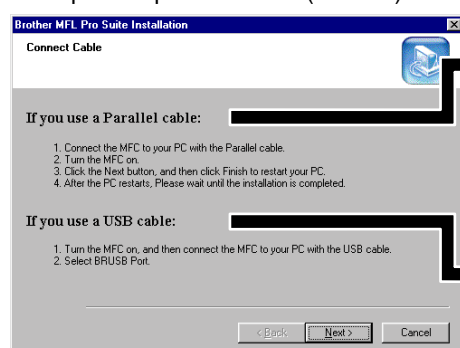 Brother MFL Pro Suite Installation
Connect Cable
If you use a Parallel cable:
1. Connect the MFC to your PC with the Parallel cable.
2. Turn the MFC on.
3. Click the Next button, and then click Finish to restart your PC.
4. After the PC restarts, Please wait until the installation is completed.
If you use a USB cable:
1. Turn the MFC on, and then connect the MFC to your PC with the USB cable.
2. Select BRUSB Port.
< Back Next > Cancel